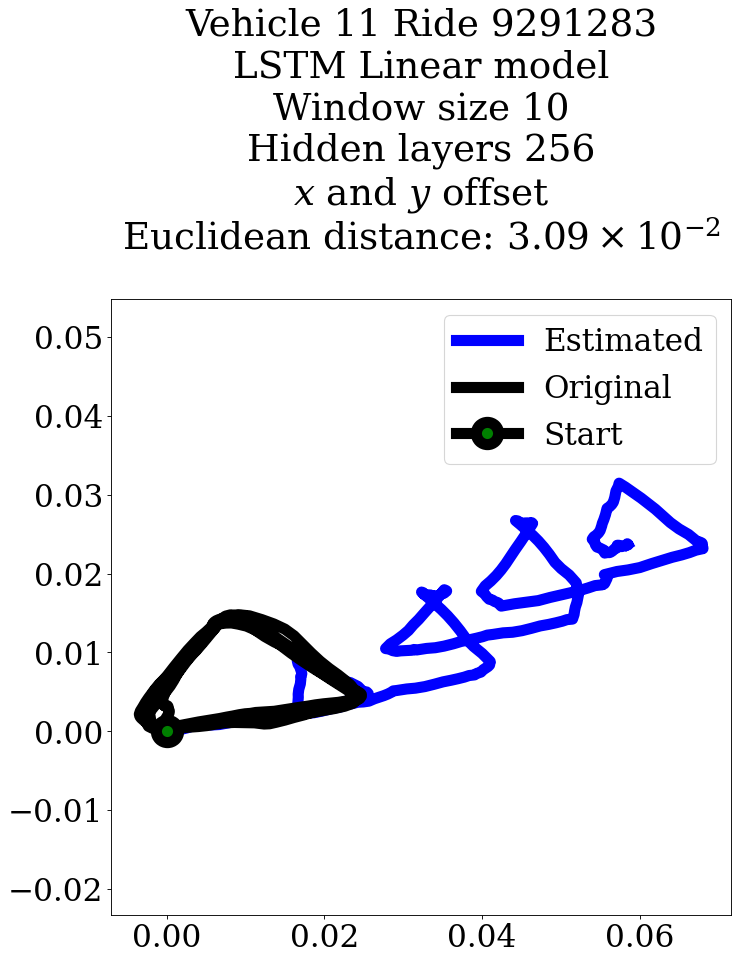 Vehicle 11 Ride 9291283
LSTM Linear model
Window size 10
Hidden layers 256
x and y offset
Euclidean distance: 3.09 × 10⁻²
Estimated
Original
Start
0.05
0.04
0.03
0.02
0.01
0.00
−0.01
−0.02
0.00 0.02 0.04 0.06